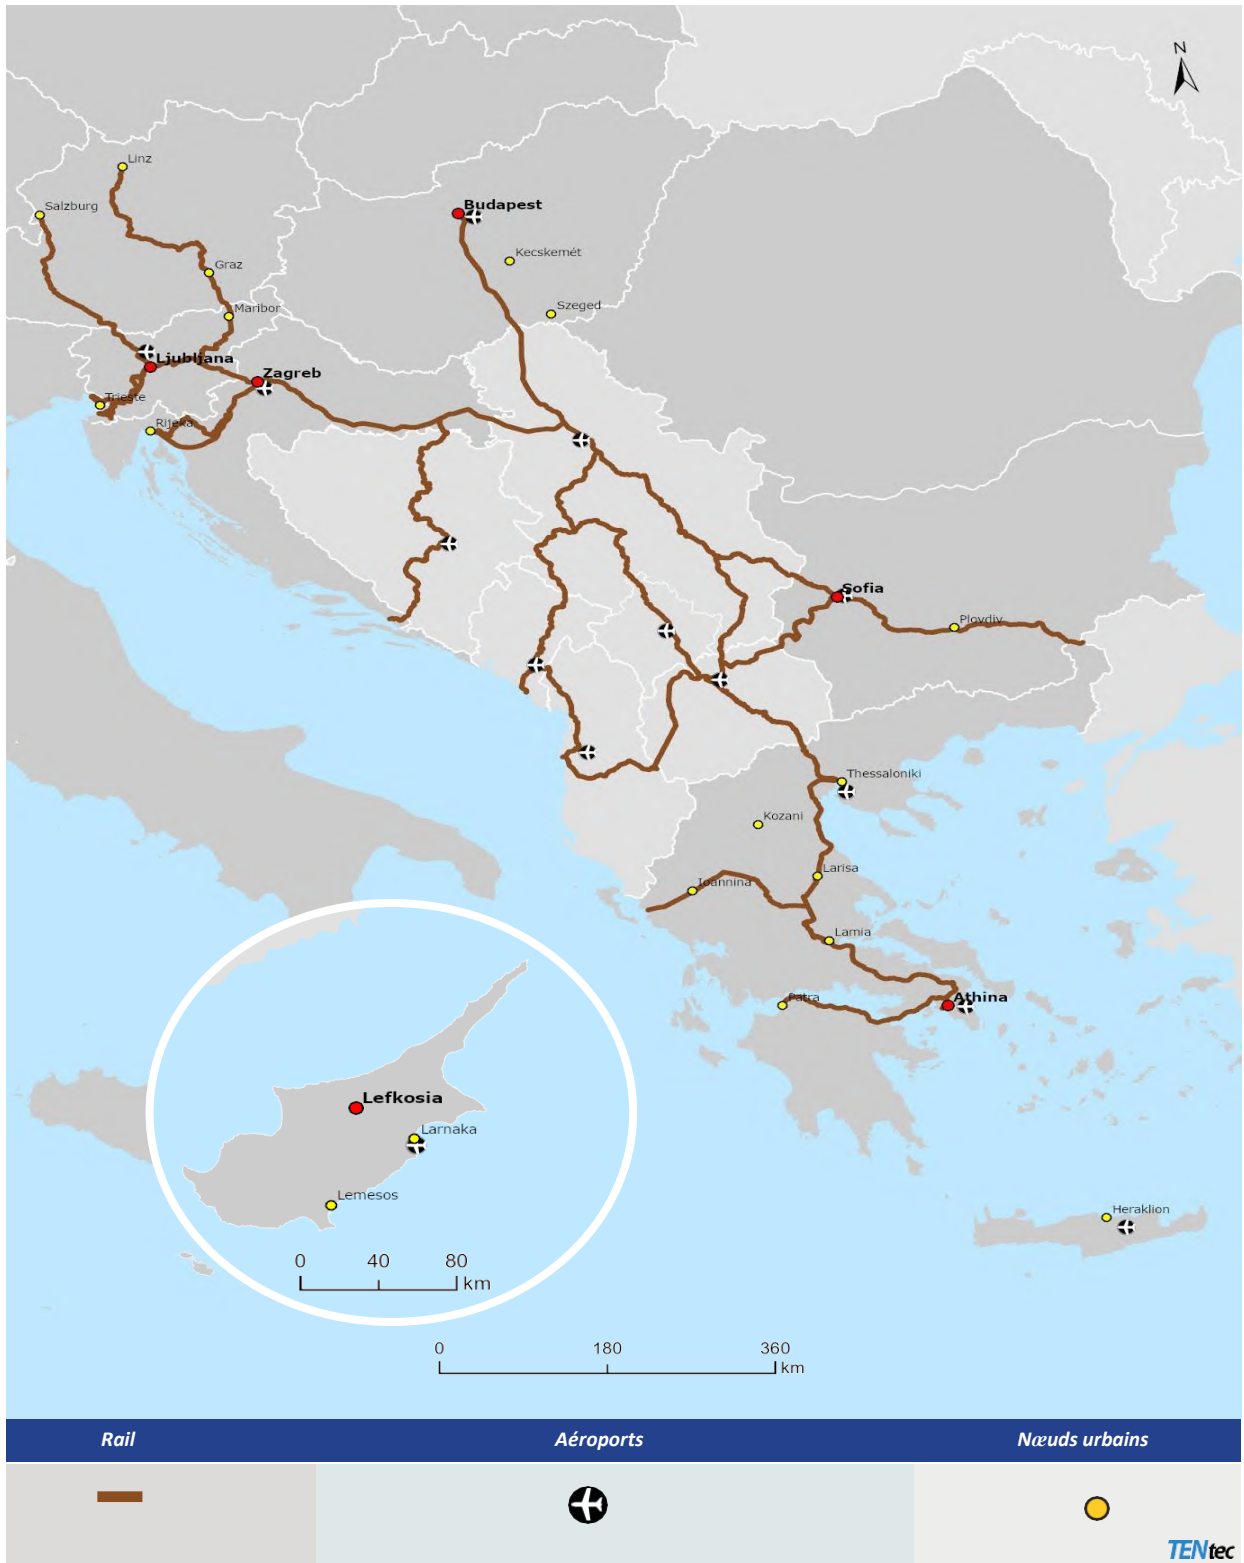 N
Linz
Salzburg
Budapest
Kecskemét
Graz
Szeged
Maribor
Ljubljana
Zagreb
Trieste
Rijeka
Sofia
Plovdiv
Thessaloniki
Kozani
Larisa
Ioannina
Lamia
Patra
Athina
Lefkosia
Larnaka
Lemesos
Heraklion
0 40 80 km
0 180 360 km
Rail Aéroports Nœuds urbains
TENtec